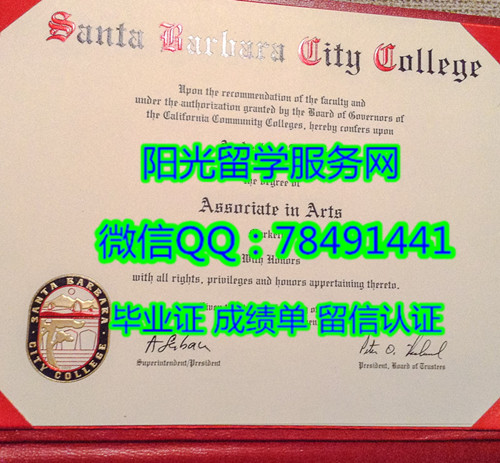 Santa Barbara City College
Upon the recommendation of the faculty and
under the authorization granted by the Board of Governors of
the California Community Colleges, hereby confers upon
阳光留学服务网
the degree of
Associate in Arts
微信QQ：78491441
With Honors
with all rights, privileges and honors appertaining thereto.
毕业证 成绩单 留信认证
Superintendent/President
President, Board of Trustees
SANTA BARBARA
CITY COLLEGE